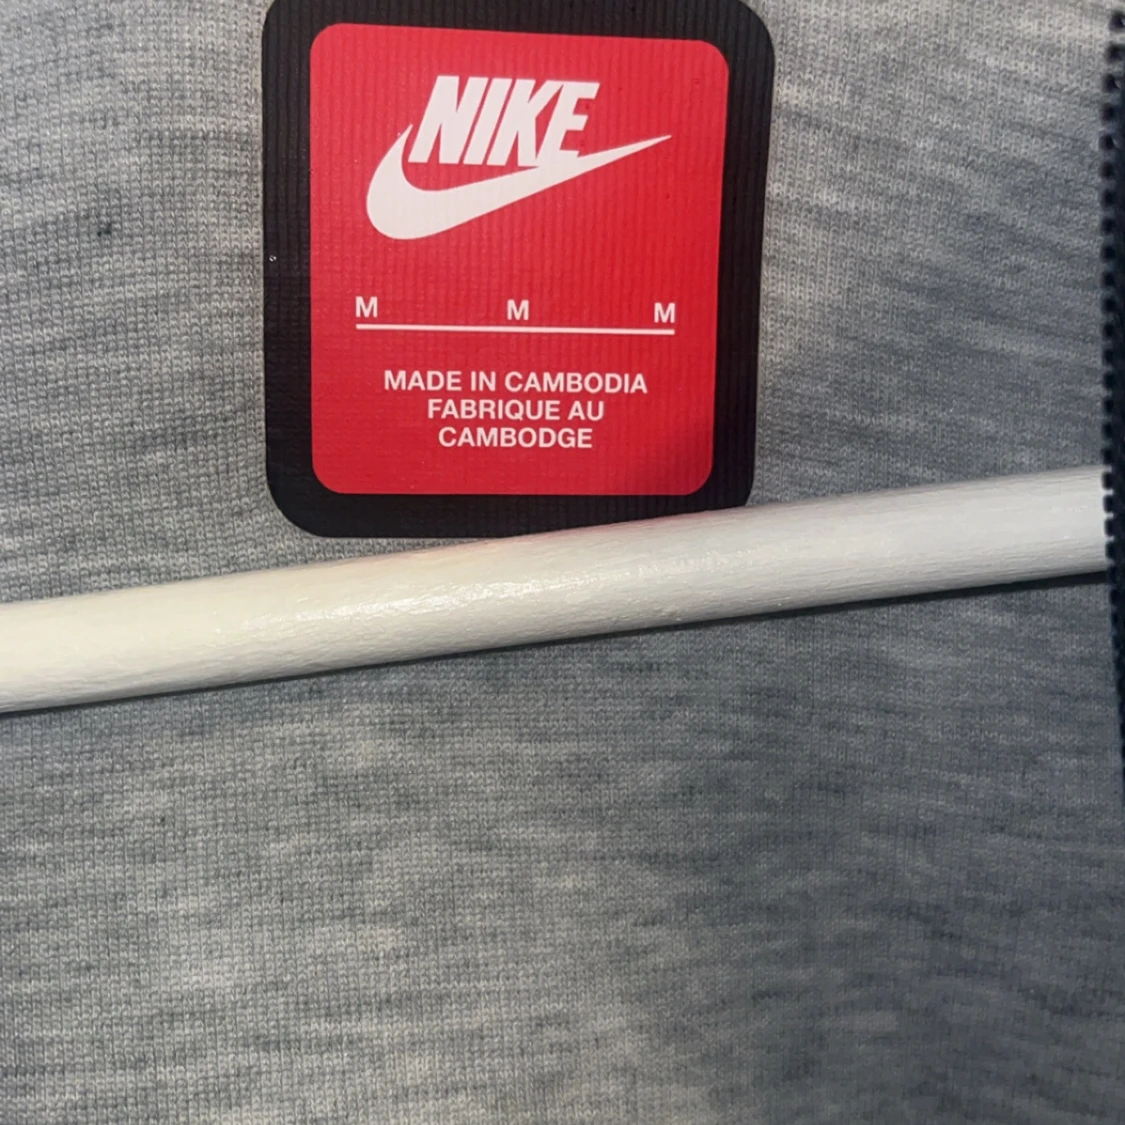 NIKE
M M M
MADE IN CAMBODIA
FABRIQUE AU
CAMBODGE